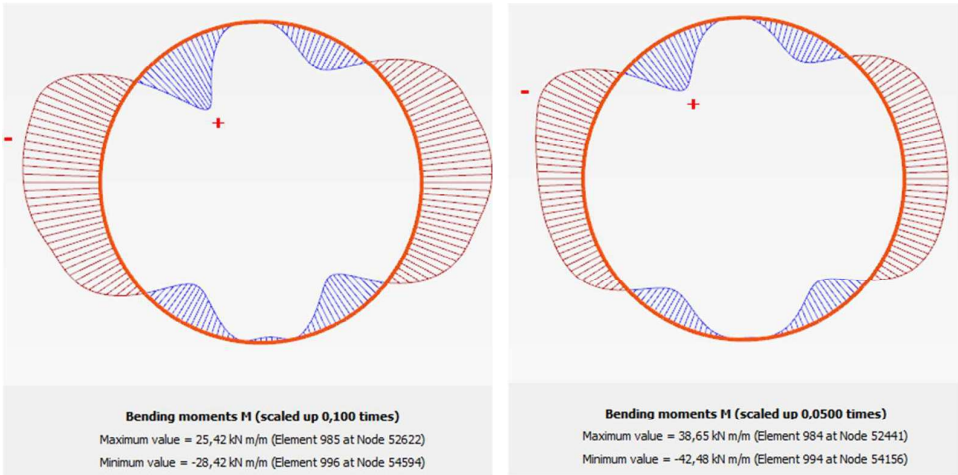 -
+
Bending moments M (scaled up 0,100 times)
Maximum value = 25,42 kN m/m (Element 985 at Node 52622)
Minimum value = -28,42 kN m/m (Element 996 at Node 54594)
-
+
Bending moments M (scaled up 0,0500 times)
Maximum value = 38,65 kN m/m (Element 984 at Node 52441)
Minimum value = -42,48 kN m/m (Element 994 at Node 54156)